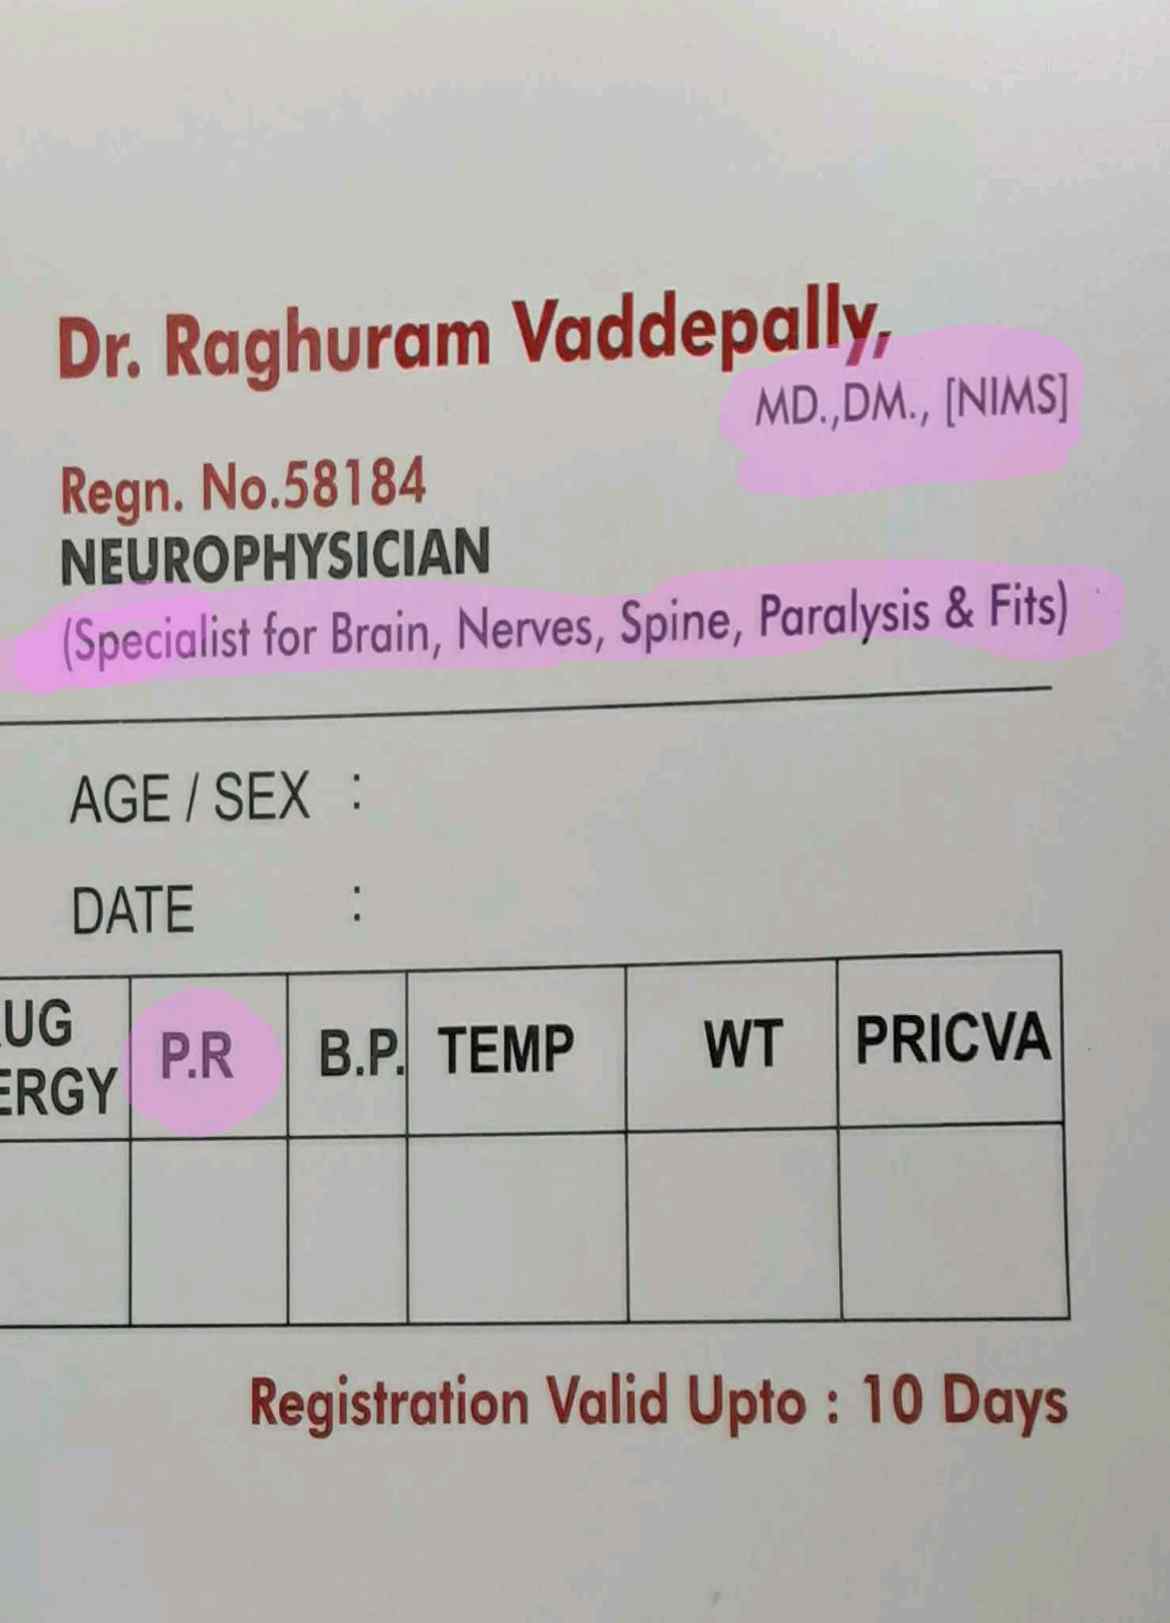 Dr. Raghuram Vaddepally,
MD.,DM., [NIMS]
Regn. No.58184
NEUROPHYSICIAN
(Specialist for Brain, Nerves, Spine, Paralysis & Fits)
AGE / SEX :
DATE :
UG
ERGY
P.R
B.P.
TEMP
WT
PRICVA
Registration Valid Upto : 10 Days